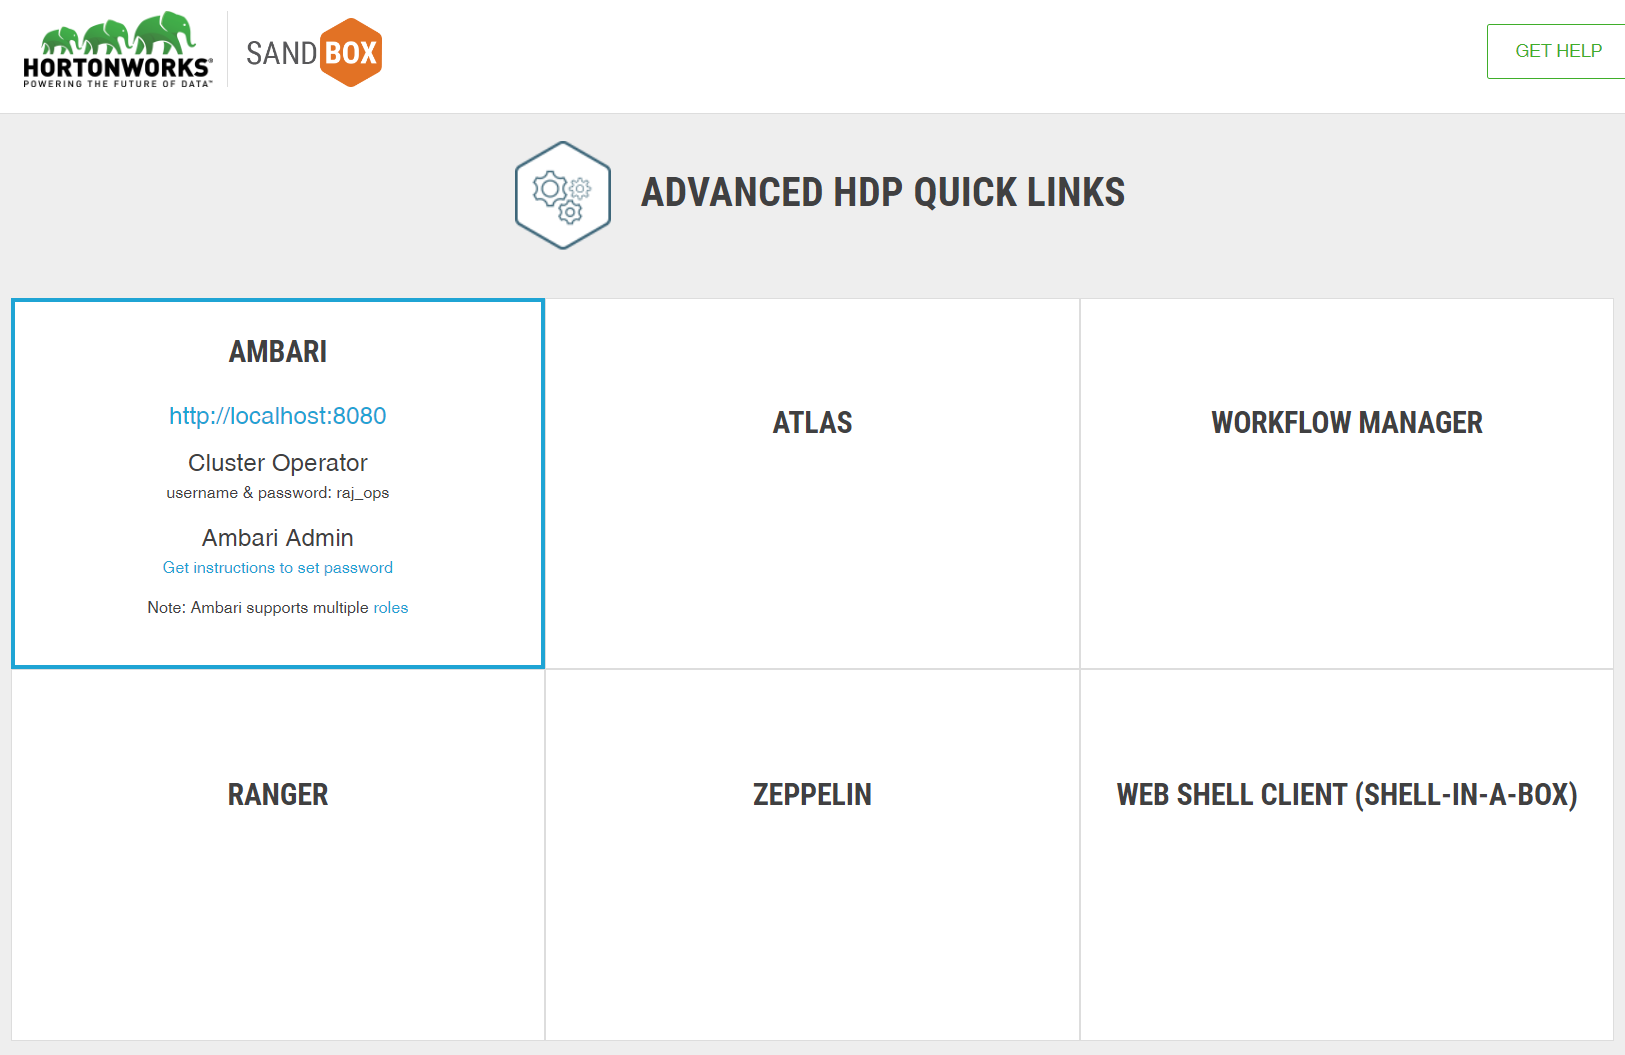 HORTONWORKS®
POWERING THE FUTURE OF DATA™
SANDBOX
GET HELP
ADVANCED HDP QUICK LINKS
AMBARI
http://localhost:8080
Cluster Operator
username & password: raj_ops
Ambari Admin
Get instructions to set password
Note: Ambari supports multiple roles
ATLAS
WORKFLOW MANAGER
RANGER
ZEPPELIN
WEB SHELL CLIENT (SHELL-IN-A-BOX)